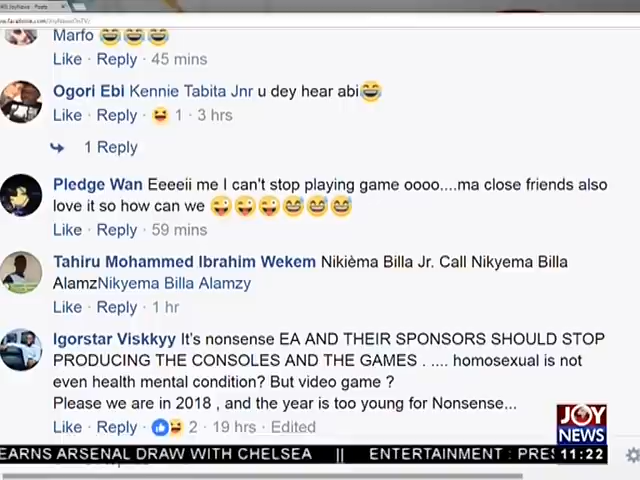 Marfo
Like · Reply · 45 mins
Ogori Ebi Kennie Tabita Jnr u dey hear abi😂
Like · Reply · 😆 1 · 3 hrs
1 Reply
Pledge Wan Eeeeii me I can't stop playing game oooo....ma close friends also
love it so how can we 😜😜😜😅😅😅
Like · Reply · 59 mins
Tahiru Mohammed Ibrahim Wekem Nikièma Billa Jr. Call Nikyema Billa
AlamzNikyema Billa Alamzy
Like · Reply · 1 hr
Igorstar Viskkyy It's nonsense EA AND THEIR SPONSORS SHOULD STOP
PRODUCING THE CONSOLES AND THE GAMES . .... homosexual is not
even health mental condition? But video game ?
Please we are in 2018 , and the year is too young for Nonsense...
Like · Reply · 2 · 19 hrs · Edited
JOY
NEWS
EARNS ARSENAL DRAW WITH CHELSEA || ENTERTAINMENT : PRES
11:22